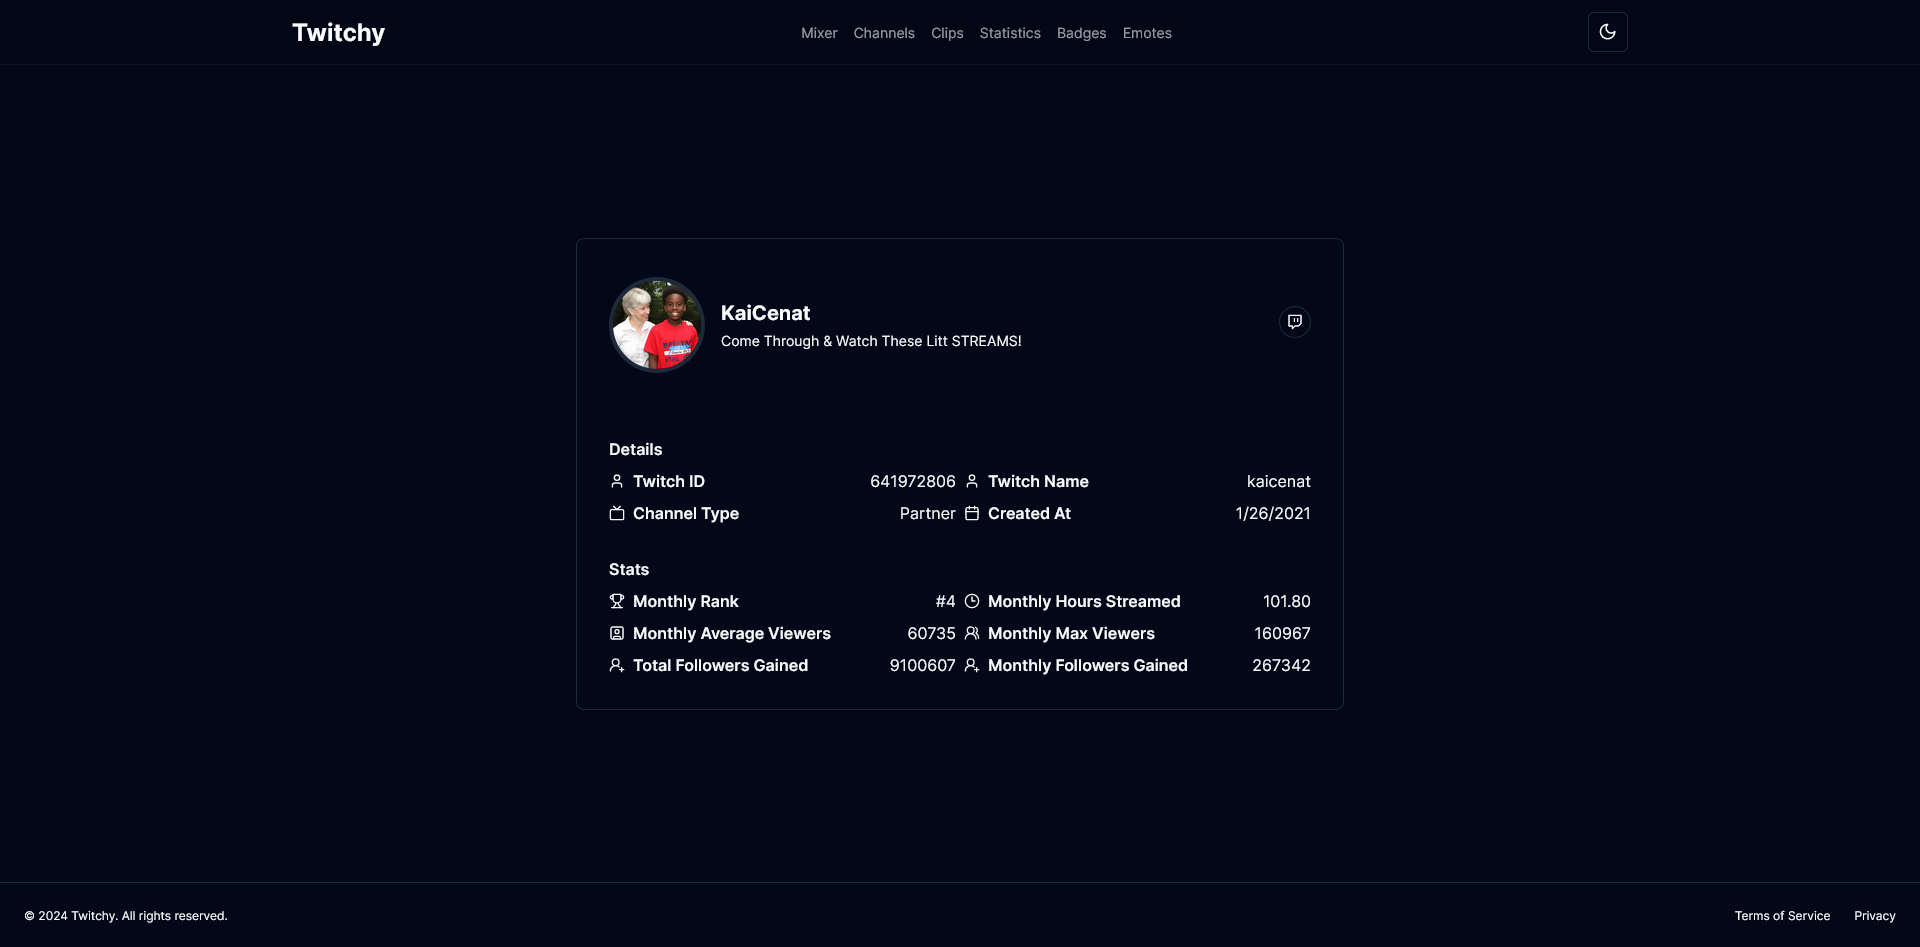 Twitchy
Mixer Channels Clips Statistics Badges Emotes
KaiCenat
Come Through & Watch These Litt STREAMS!
Details
Twitch ID 641972806 Twitch Name kaicenat
Channel Type Partner Created At 1/26/2021
Stats
Monthly Rank #4 Monthly Hours Streamed 101.80
Monthly Average Viewers 60735 Monthly Max Viewers 160967
Total Followers Gained 9100607 Monthly Followers Gained 267342
© 2024 Twitchy. All rights reserved. Terms of Service Privacy